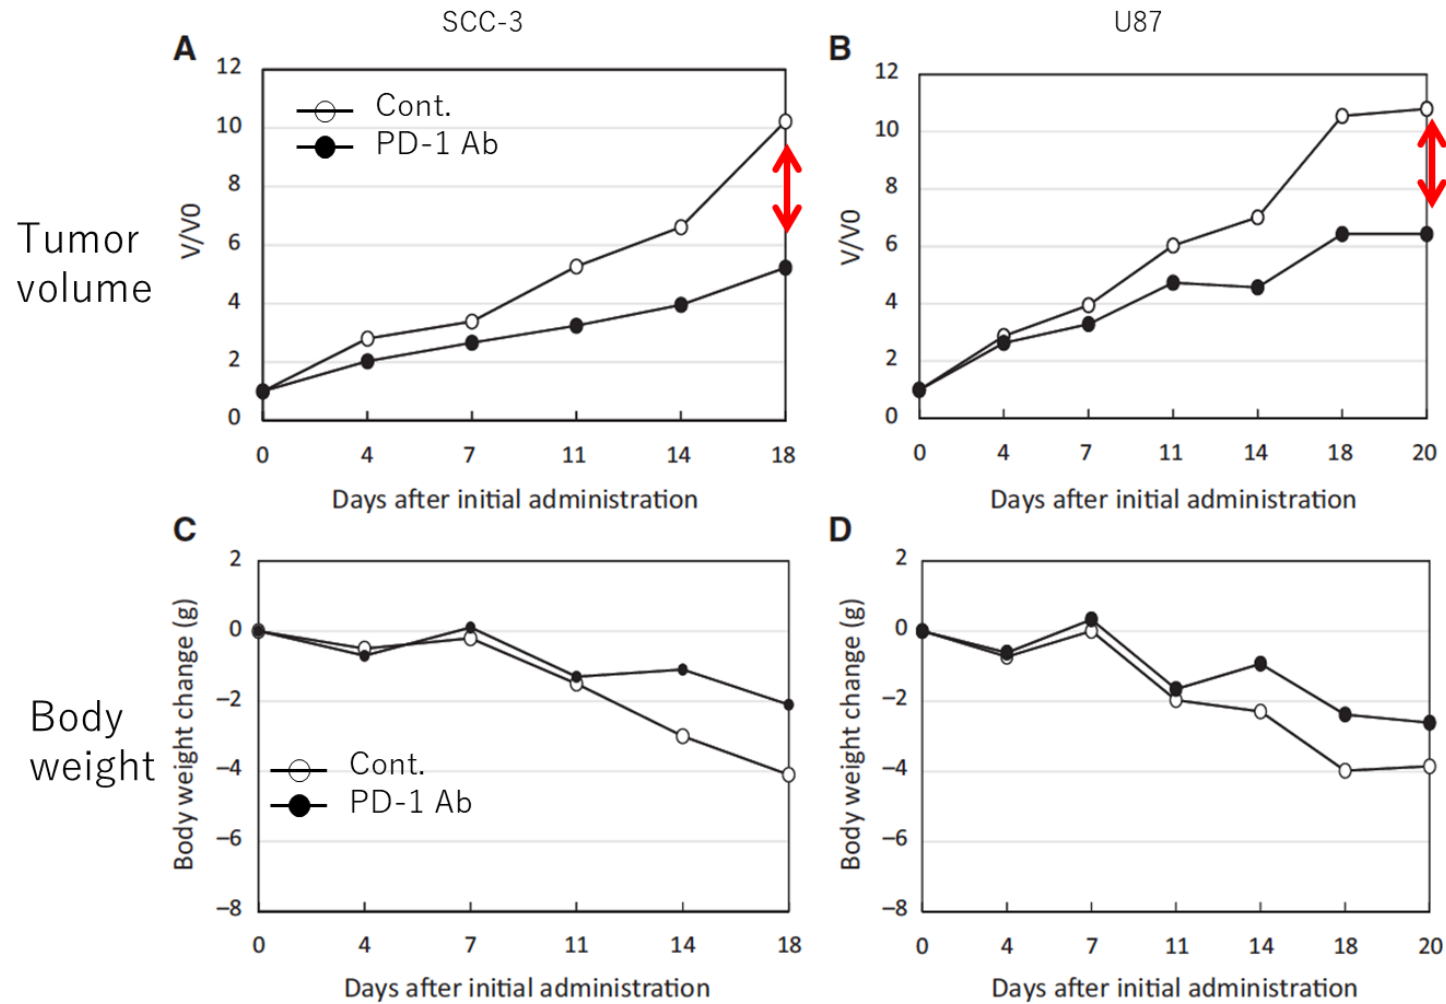 SCC-3
U87
A
B
12
10
8
6
4
2
0
V/V0
Cont.
PD-1 Ab
0 4 7 11 14 18
Days after initial administration
12
10
8
6
4
2
0
V/V0
0 4 7 11 14 18 20
Days after initial administration
Tumor
volume
C
D
2
0
−2
−4
−6
−8
Body weight change (g)
Cont.
PD-1 Ab
0 4 7 11 14 18
Days after initial administration
2
0
−2
−4
−6
−8
Body weight change (g)
0 4 7 11 14 18 20
Days after initial administration
Body
weight